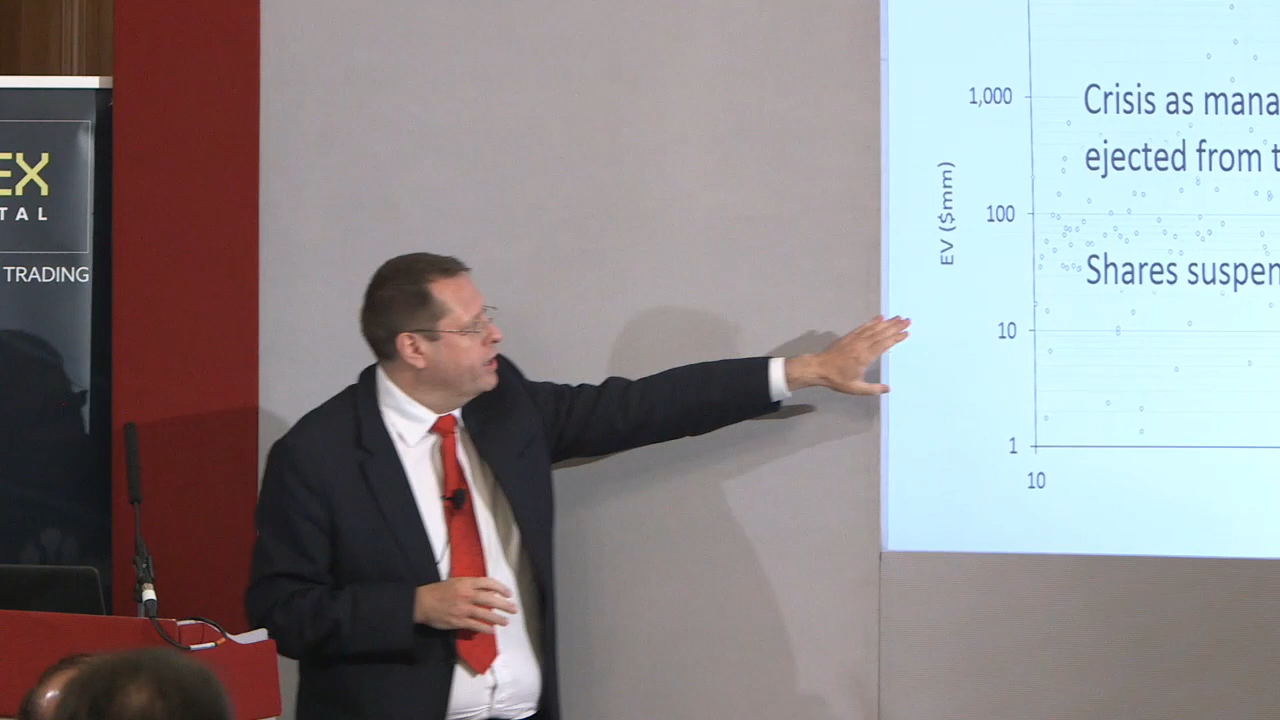 EX
TAL
TRADING
1,000
100
10
1
10
EV ($mm)
Crisis as mana
ejected from t
Shares suspen